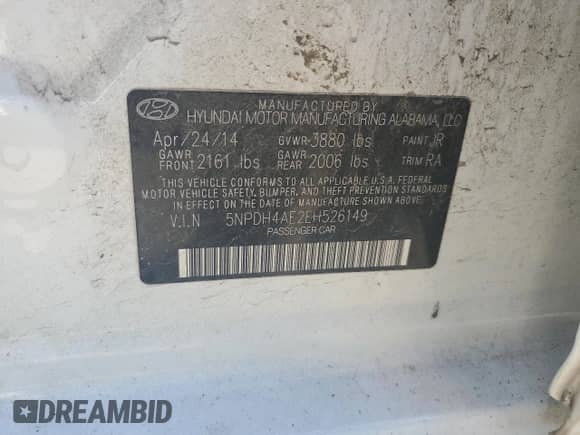 MANUFACTURED BY
HYUNDAI MOTOR MANUFACTURING ALABAMA, LLC
Apr/24/14 GVWR 3880 lbs PAINT JR
GAWR FRONT 2161 lbs GAWR REAR 2006 lbs TRIM RA
THIS VEHICLE CONFORMS TO ALL APPLICABLE U.S.A. FEDERAL
MOTOR VEHICLE SAFETY, BUMPER, AND THEFT PREVENTION STANDARDS
IN EFFECT ON THE DATE OF MANUFACTURE SHOWN ABOVE.
V.I.N 5NPDH4AE2EH526149
PASSENGER CAR
DREAMBID